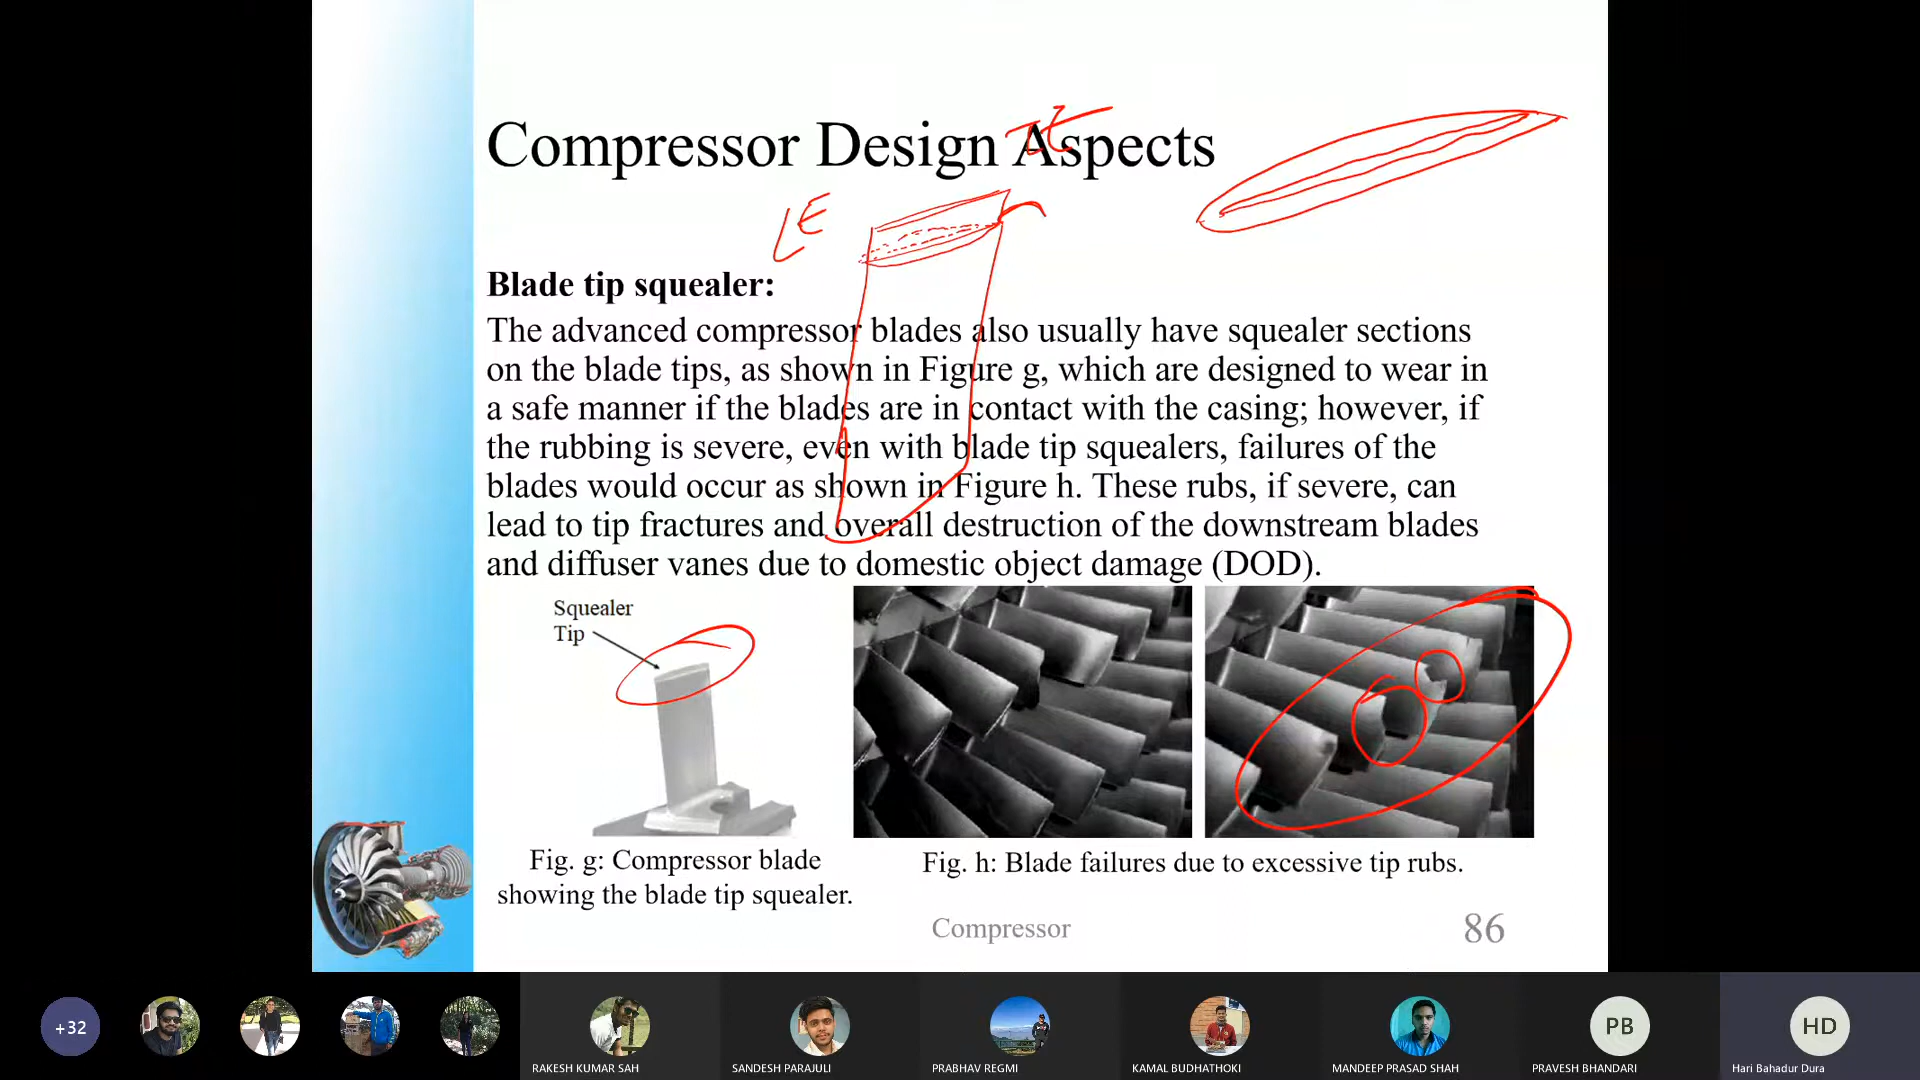 Compressor Design Aspects
TE
LE
Blade tip squealer:
The advanced compressor blades also usually have squealer sections
on the blade tips, as shown in Figure g, which are designed to wear in
a safe manner if the blades are in contact with the casing; however, if
the rubbing is severe, even with blade tip squealers, failures of the
blades would occur as shown in Figure h. These rubs, if severe, can
lead to tip fractures and overall destruction of the downstream blades
and diffuser vanes due to domestic object damage (DOD).
Squealer
Tip
Fig. g: Compressor blade
showing the blade tip squealer.
Fig. h: Blade failures due to excessive tip rubs.
Compressor
86
+32
PB
HD
RAKESH KUMAR SAH
SANDESH PARAJULI
PRABHAV REGMI
KAMAL BUDHATHOKI
MANDEEP PRASAD SHAH
PRAVESH BHANDARI
Hari Bahadur Dura